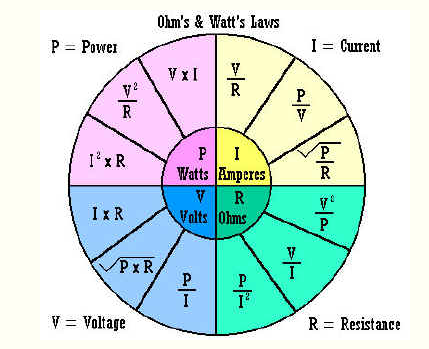 Ohm's & Watt's Laws
P = Power
I = Current
V x I
V
R
V²
R
P
V
I² x R
√P
R
P
Watts
I
Amperes
V
Volts
R
Ohms
I x R
V²
P
√P x R
V
I
P
I
P
I²
V = Voltage
R = Resistance